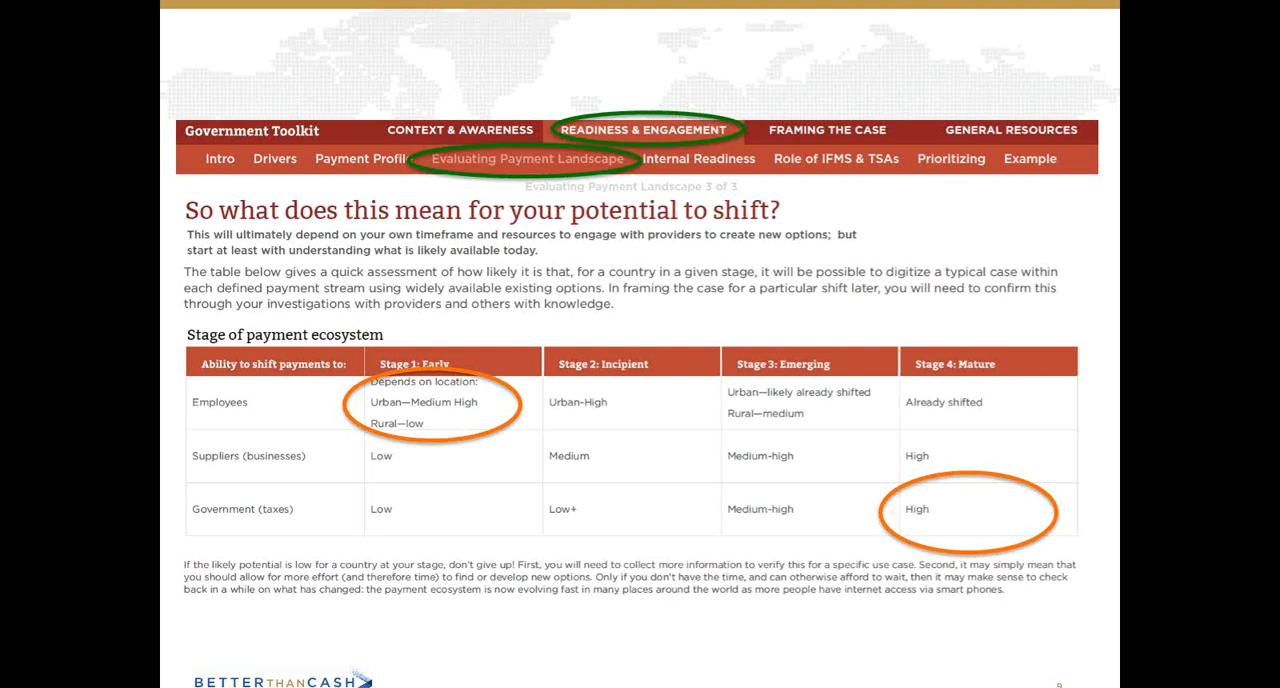 Government Toolkit CONTEXT & AWARENESS READINESS & ENGAGEMENT FRAMING THE CASE GENERAL RESOURCES
Intro Drivers Payment Profil Evaluating Payment Landscape Internal Readiness Role of IFMS & TSAs Prioritizing Example
Evaluating Payment Landscape 3 of 3
So what does this mean for your potential to shift?
This will ultimately depend on your own timeframe and resources to engage with providers to create new options; but
start at least with understanding what is likely available today.
The table below gives a quick assessment of how likely it is that, for a country in a given stage, it will be possible to digitize a typical case within
each defined payment stream using widely available existing options. In framing the case for a particular shift later, you will need to confirm this
through your investigations with providers and others with knowledge.
Stage of payment ecosystem
Ability to shift payments to: Stage 1: Early Stage 2: Incipient Stage 3: Emerging Stage 4: Mature
Employees
Depends on location:
Urban—Medium High
Rural—low
Urban-High
Urban—likely already shifted
Rural—medium
Already shifted
Suppliers (businesses) Low Medium Medium-high High
Government (taxes) Low Low+ Medium-high High
If the likely potential is low for a country at your stage, don't give up! First, you will need to collect more information to verify this for a specific use case. Second, it may simply mean that
you should allow for more effort (and therefore time) to find or develop new options. Only if you don't have the time, and can otherwise afford to wait, then it may make sense to check
back in a while on what has changed: the payment ecosystem is now evolving fast in many places around the world as more people have internet access via smart phones.
BETTERTHANCASH
9